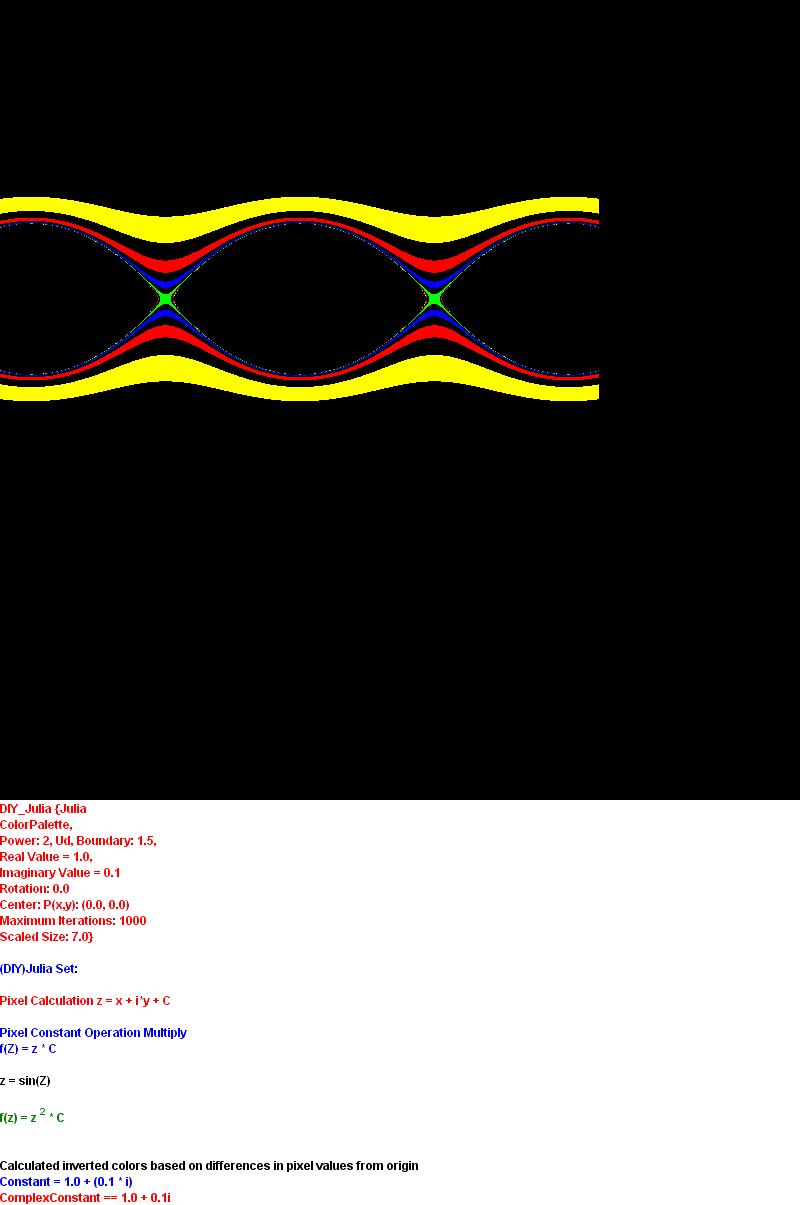 DIY_Julia {Julia
ColorPalette,
Power: 2, Ud, Boundary: 1.5,
Real Value = 1.0,
Imaginary Value = 0.1
Rotation: 0.0
Center: P(x,y): (0.0, 0.0)
Maximum Iterations: 1000
Scaled Size: 7.0}
(DIY)Julia Set:
Pixel Calculation z = x + i*y + C
Pixel Constant Operation Multiply
f(Z) = z * C
z = sin(Z)
f(z) = z ² * C
Calculated inverted colors based on differences in pixel values from origin
Constant = 1.0 + (0.1 * i)
ComplexConstant == 1.0 + 0.1i